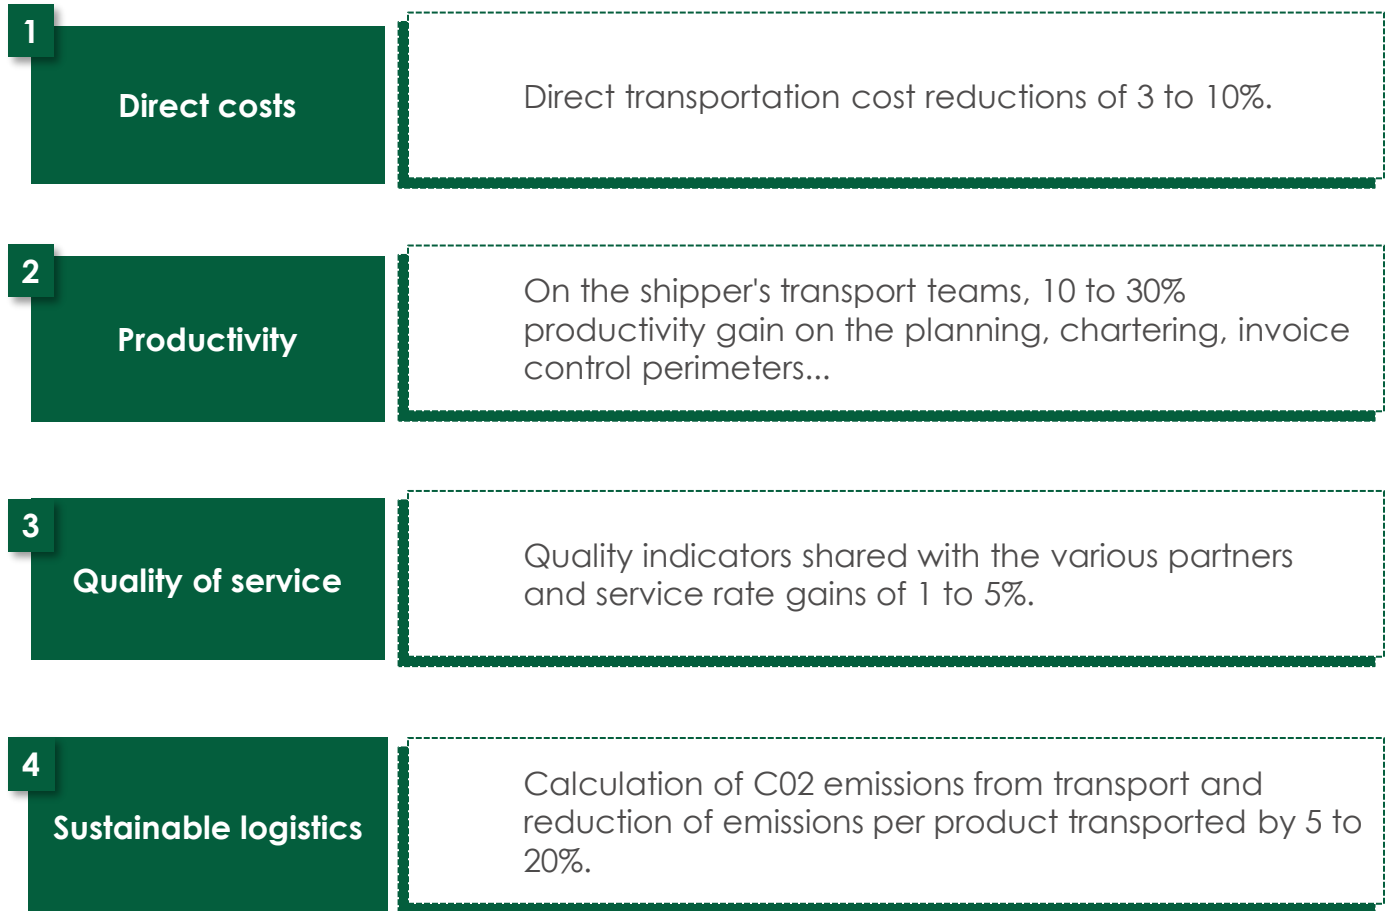 1
Direct costs
Direct transportation cost reductions of 3 to 10%.
2
Productivity
On the shipper's transport teams, 10 to 30%
productivity gain on the planning, chartering, invoice
control perimeters...
3
Quality of service
Quality indicators shared with the various partners
and service rate gains of 1 to 5%.
4
Sustainable logistics
Calculation of C02 emissions from transport and
reduction of emissions per product transported by 5 to
20%.